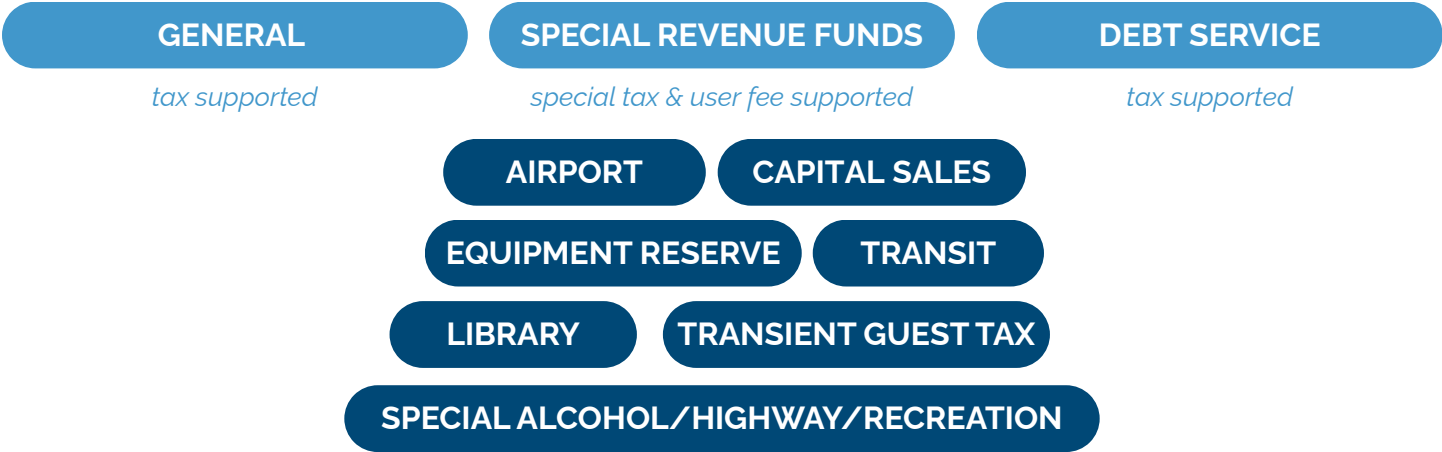 GENERAL
SPECIAL REVENUE FUNDS
DEBT SERVICE
tax supported
special tax & user fee supported
tax supported
AIRPORT
CAPITAL SALES
EQUIPMENT RESERVE
TRANSIT
LIBRARY
TRANSIENT GUEST TAX
SPECIAL ALCOHOL/HIGHWAY/RECREATION